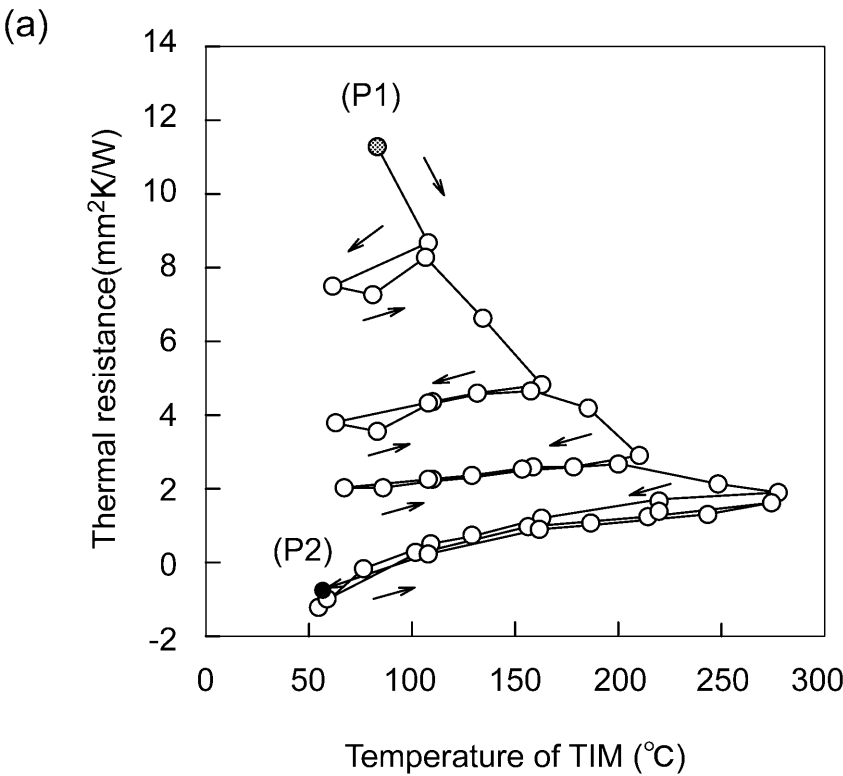 (a)
14
12
10
8
6
4
2
0
-2
Thermal resistance(mm²K/W)
(P1)
(P2)
0 50 100 150 200 250 300
Temperature of TIM (℃)